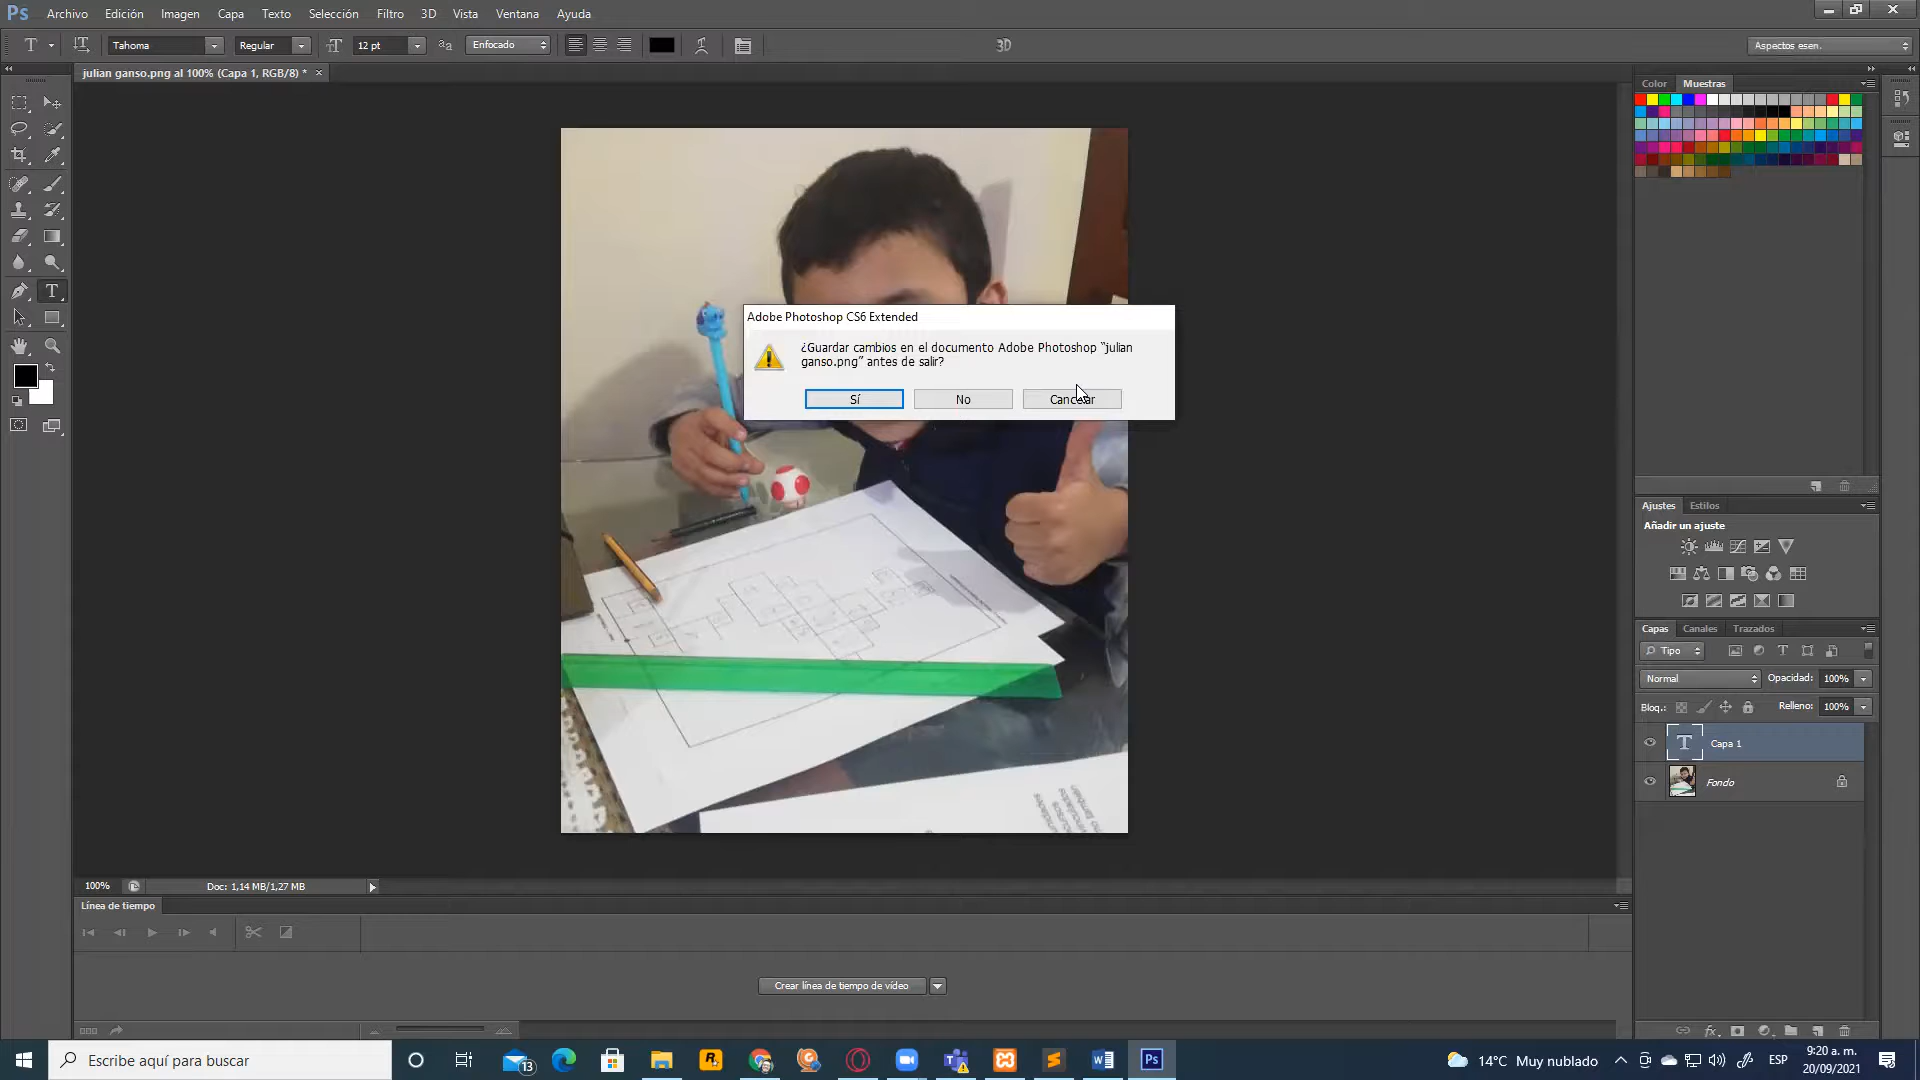 Ps Archivo Edición Imagen Capa Texto Selección Filtro 3D Vista Ventana Ayuda
T Tahoma Regular 12 pt aa Enfocado 3D Aspectos esen.
julian ganso.png al 100% (Capa 1, RGB/8) * ×
Color Muestras
Adobe Photoshop CS6 Extended
¿Guardar cambios en el documento Adobe Photoshop "julian
ganso.png" antes de salir?
Sí No Cancelar
Ajustes Estilos
Añadir un ajuste
Capas Canales Trazados
Tipo
Normal Opacidad: 100%
Bloq.: Relleno: 100%
Capa 1
Fondo
100% Doc: 1,14 MB/1,27 MB
Línea de tiempo
Crear línea de tiempo de vídeo
Escribe aquí para buscar
13
14°C Muy nublado
ESP
9:20 a. m.
20/09/2021